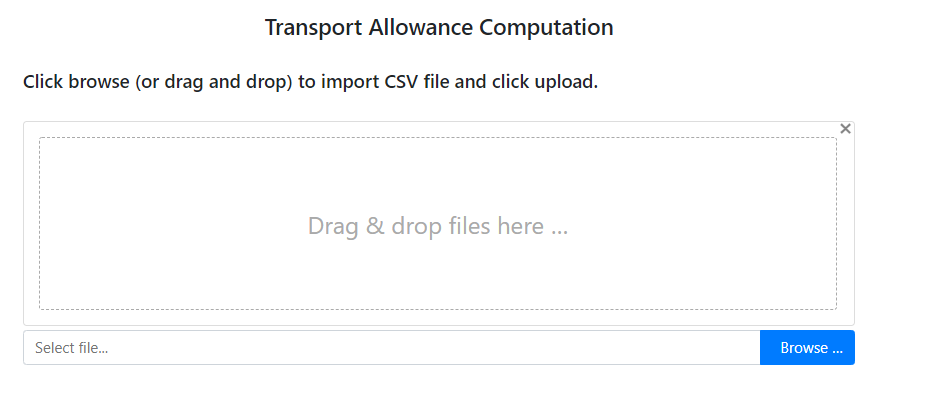 Transport Allowance Computation
Click browse (or drag and drop) to import CSV file and click upload.
Drag & drop files here ...
Select file...
Browse ...